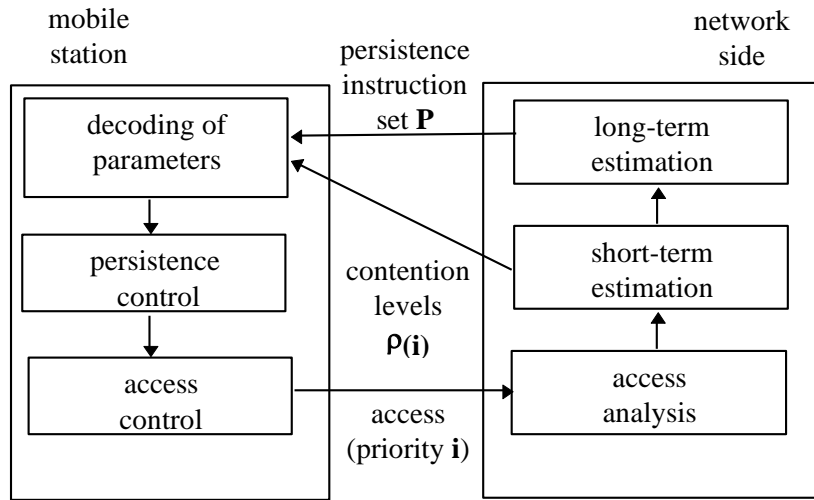 mobile
station
network
side
persistence
instruction
set P
decoding of
parameters
long-term
estimation
persistence
control
short-term
estimation
contention
levels
ρ(i)
access
control
access
analysis
access
(priority i)